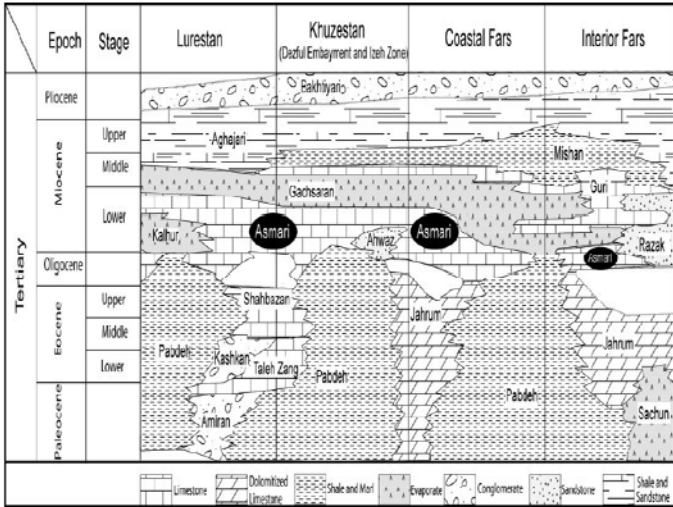 Epoch
Stage
Lurestan
Khuzestan
(Dezful Embayment and Izeh Zone)
Coastal Fars
Interior Fars
Tertiary
Pliocene
Miocene
Upper
Middle
Lower
Oligocene
Eocene
Upper
Middle
Lower
Paleocene
Bakhtiyari
Aghajari
Mishan
Gachsaran
Guri
Kalhur
Asmari
Ahwaz
Asmari
Asmari
Razak
Shahbazan
Jahrum
Jahrum
Pabdeh
Kashkan
Taleh Zang
Pabdeh
Pabdeh
Amiran
Sachun
Limestone
Dolomitized
Limestone
Shale and Marl
Evaporate
Conglomerate
Sandstone
Shale and
Sandstone